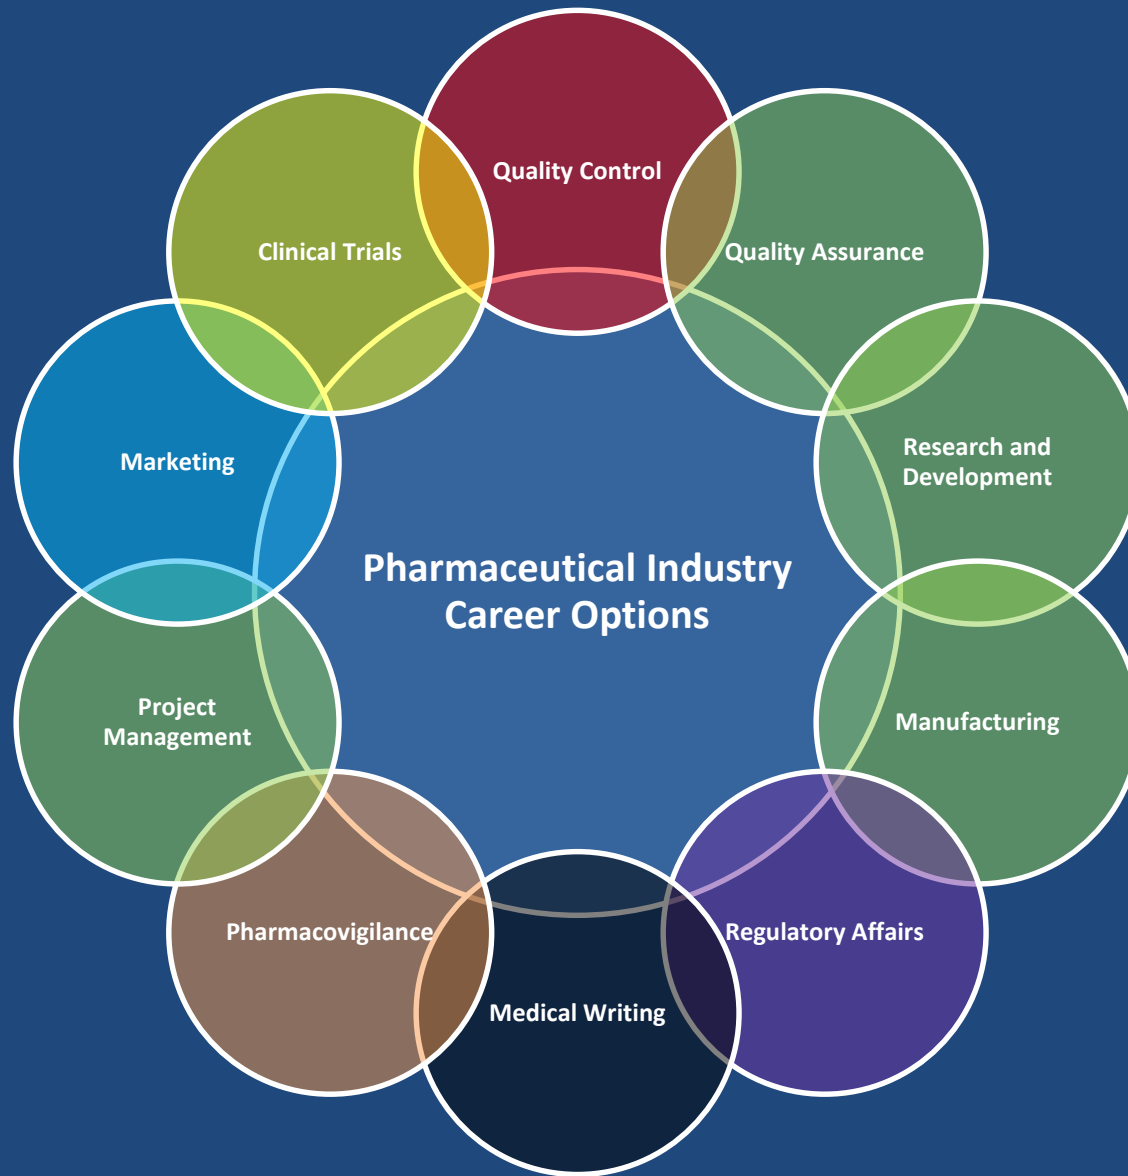 Quality Control
Quality Assurance
Research and
Development
Manufacturing
Regulatory Affairs
Medical Writing
Pharmacovigilance
Project
Management
Marketing
Clinical Trials
Pharmaceutical Industry
Career Options